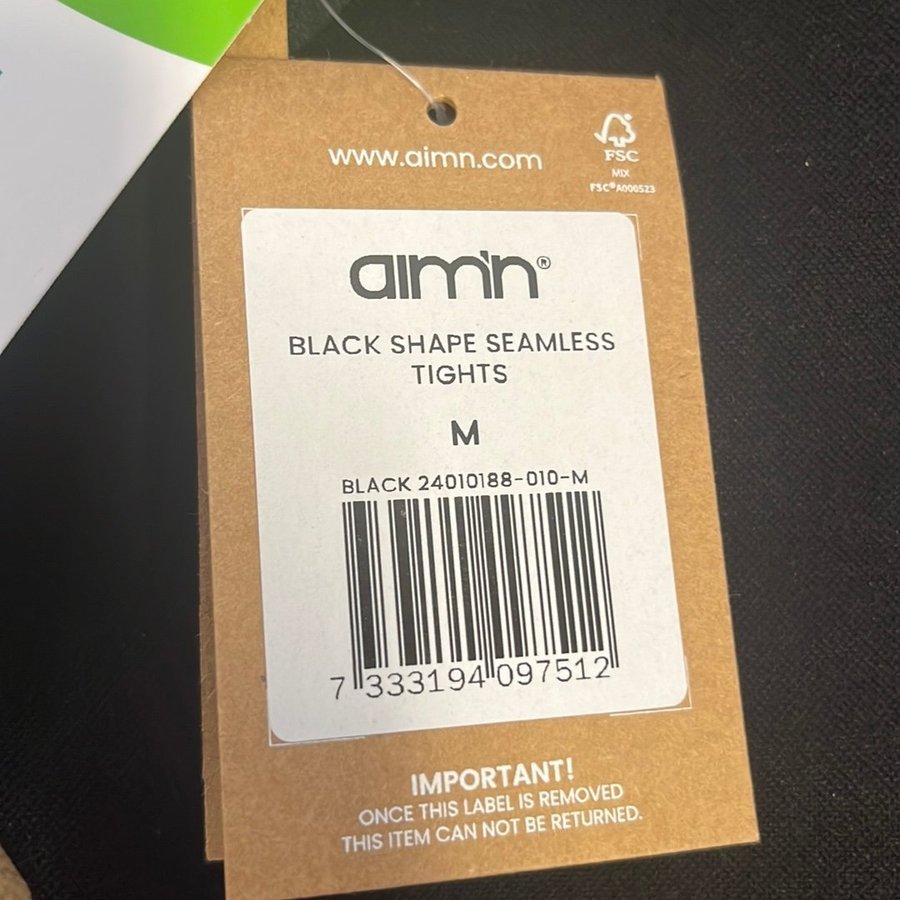 www.aimn.com
FSC
MIX
FSC® A000523
aim'n®
BLACK SHAPE SEAMLESS
TIGHTS
M
BLACK 24010188-010-M
7 333194 097512
IMPORTANT!
ONCE THIS LABEL IS REMOVED
THIS ITEM CAN NOT BE RETURNED.